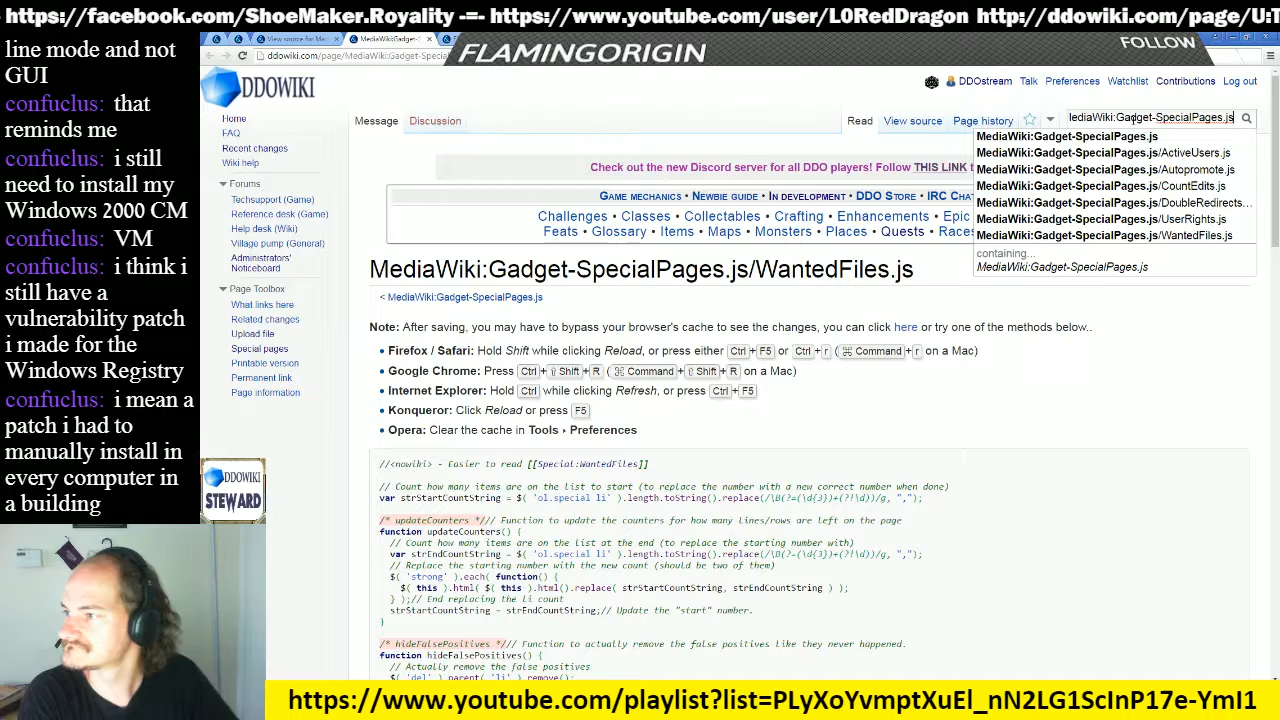 https://facebook.com/ShoeMaker.Royality -=- https://www.youtube.com/user/L0RedDragon http://ddowiki.com/page/U:T
line mode and not
GUI
confuclus: that
reminds me
confuclus: i still
need to install my
Windows 2000 CM
confuclus: VM
confuclus: i think i
still have a
vulnerability patch
i made for the
Windows Registry
confuclus: i mean a
patch i had to
manually install in
every computer in
a building
View source for Me
MediaWiki:Gadget-S
ddowiki.com/page/MediaWiki:Gadget-Specia
FLAMINGORIGIN
FOLLOW
DDOWIKI
DDOstream Talk Preferences Watchlist Contributions Log out
Message Discussion
Read View source Page history
lediaWiki:Gadget-SpecialPages.js
MediaWiki:Gadget-SpecialPages.js
MediaWiki:Gadget-SpecialPages.js/ActiveUsers.js
MediaWiki:Gadget-SpecialPages.js/Autopromote.js
MediaWiki:Gadget-SpecialPages.js/CountEdits.js
MediaWiki:Gadget-SpecialPages.js/DoubleRedirects...
MediaWiki:Gadget-SpecialPages.js/UserRights.js
MediaWiki:Gadget-SpecialPages.js/WantedFiles.js
containing...
MediaWiki:Gadget-SpecialPages.js
Home
FAQ
Recent changes
Wiki help
Forums
Techsupport (Game)
Reference desk (Game)
Help desk (Wiki)
Village pump (General)
Administrators'
Noticeboard
Page Toolbox
What links here
Related changes
Upload file
Special pages
Printable version
Permanent link
Page information
DDOWIKI
STEWARD
Check out the new Discord server for all DDO players! Follow THIS LINK t
Game mechanics • Newbie guide • In development • DDO Store • IRC Cha
Challenges • Classes • Collectables • Crafting • Enhancements • Epic
Feats • Glossary • Items • Maps • Monsters • Places • Quests • Races
MediaWiki:Gadget-SpecialPages.js/WantedFiles.js
< MediaWiki:Gadget-SpecialPages.js
Note: After saving, you may have to bypass your browser's cache to see the changes, you can click here or try one of the methods below..
• Firefox / Safari: Hold Shift while clicking Reload, or press either Ctrl+F5 or Ctrl+r (⌘ Command+r on a Mac)
• Google Chrome: Press Ctrl+⇧ Shift+R (⌘ Command+⇧ Shift+R on a Mac)
• Internet Explorer: Hold Ctrl while clicking Refresh, or press Ctrl+F5
• Konqueror: Click Reload or press F5
• Opera: Clear the cache in Tools ▸ Preferences
//<nowiki> - Easier to read [[Special:WantedFiles]]
// Count how many items are on the list to start (to replace the number with a new correct number when done)
var strStartCountString = $( 'ol.special li' ).length.toString().replace(/\B(?=(\d{3})+(?!\d))/g, ",");
/* updateCounters *// Function to update the counters for how many lines/rows are left on the page
function updateCounters() {
// Count how many items are on the list at the end (to replace the starting number with)
var strEndCountString = $( 'ol.special li' ).length.toString().replace(/\B(?=(\d{3})+(?!\d))/g, ",");
// Replace the starting number with the new count (should be two of them)
$( 'strong' ).each( function() {
$( this ).html( $( this ).html().replace( strStartCountString, strEndCountString ) );
} );// End replacing the li count
strStartCountString = strEndCountString;// Update the "start" number.
}
/* hideFalsePositives *// Function to actually remove the false positives like they never happened.
function hideFalsePositives() {
// Actually remove the false positives
$( 'del' ).parent( 'li' ).remove();
https://www.youtube.com/playlist?list=PLyXoYvmptXuEl_nN2LG1ScInP17e-YmI1